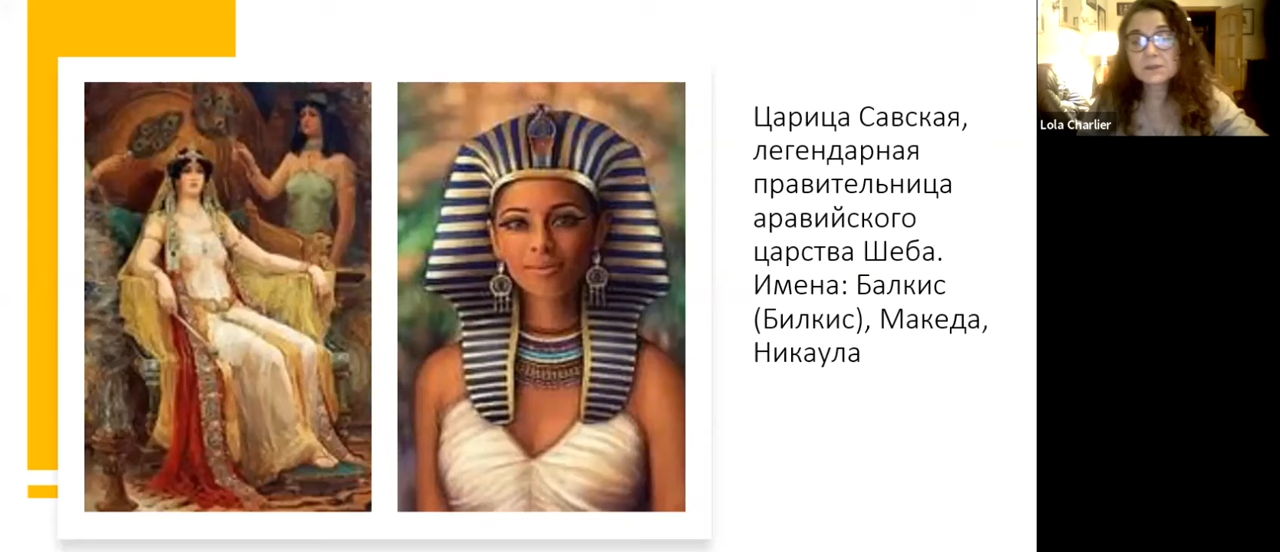 Царица Савская,
легендарная
правительница
аравийского
царства Шеба.
Имена: Балкис
(Билкис), Македа,
Никаула
Lola Charlier